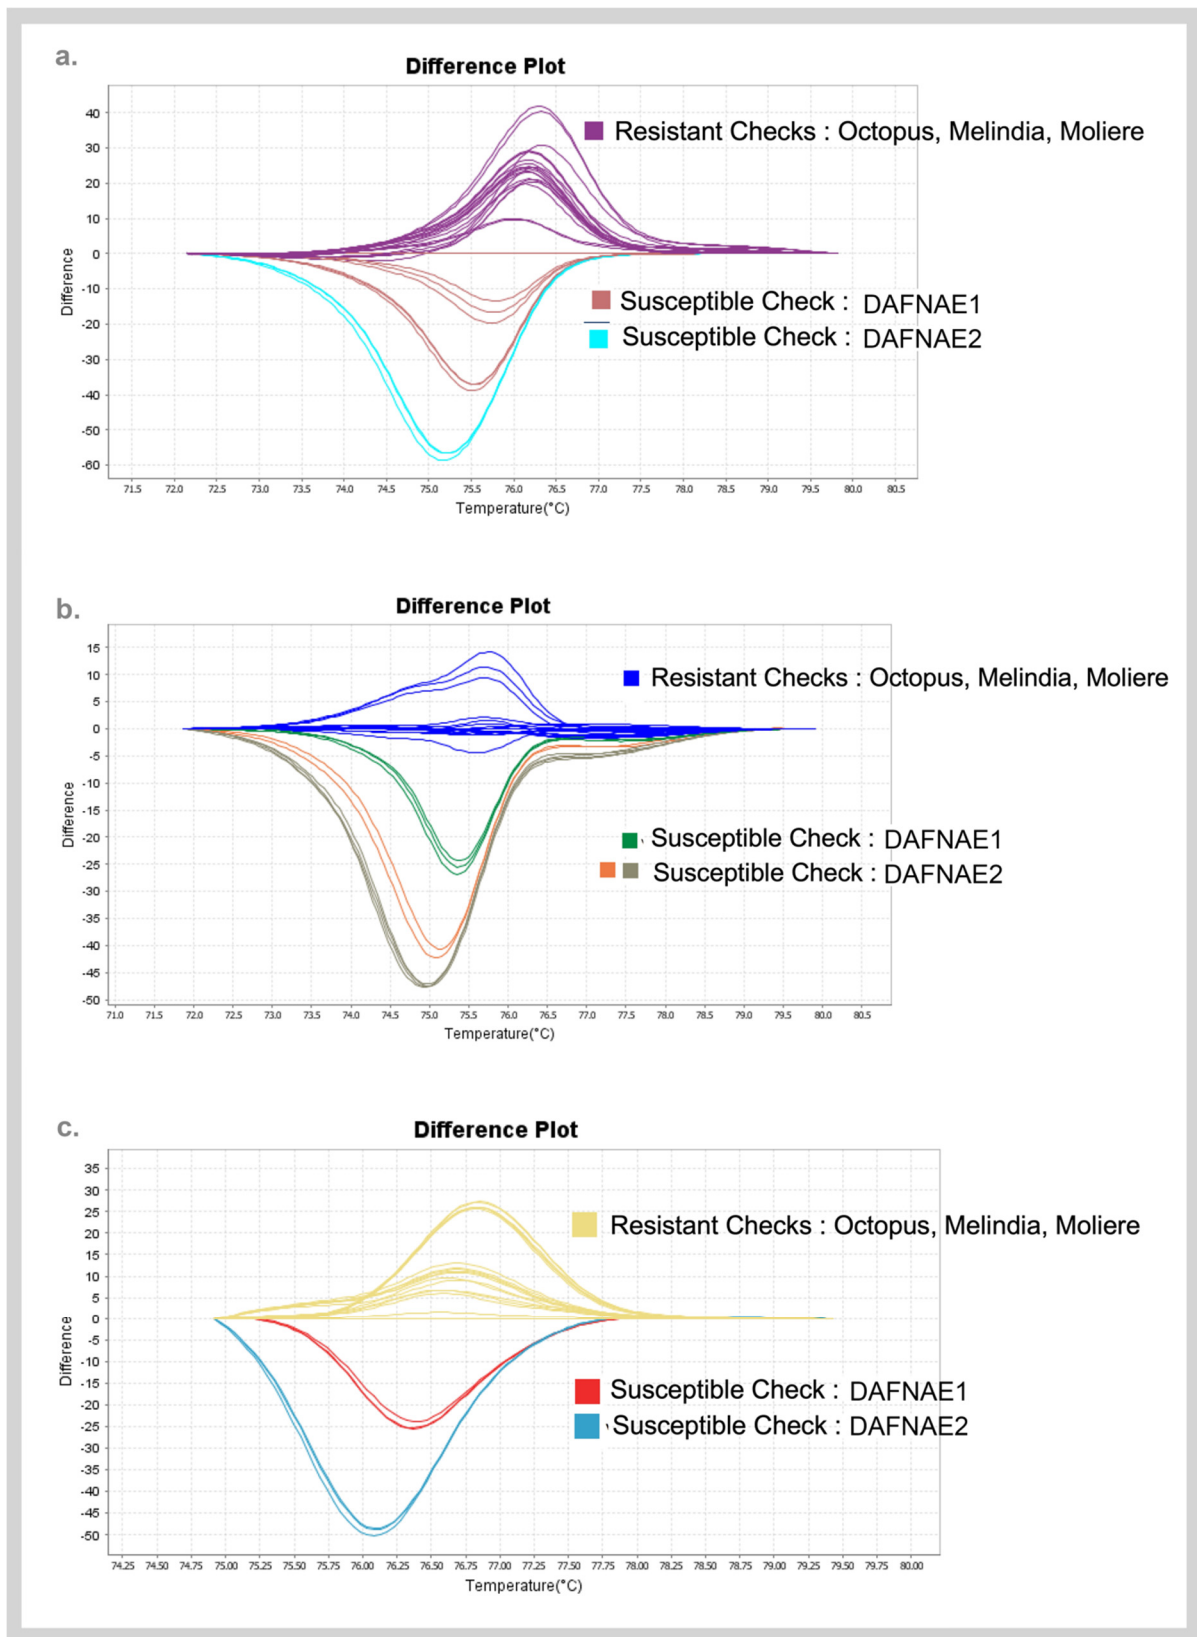 a.
Difference Plot
40
30
20
10
0
-10
-20
-30
-40
-50
-60
Difference
Resistant Checks : Octopus, Melindia, Moliere
Susceptible Check : DAFNAE1
Susceptible Check : DAFNAE2
71.5 72.0 72.5 73.0 73.5 74.0 74.5 75.0 75.5 76.0 76.5 77.0 77.5 78.0 78.5 79.0 79.5 80.0 80.5
Temperature(°C)
b.
Difference Plot
15
10
5
0
-5
-10
-15
-20
-25
-30
-35
-40
-45
-50
Difference
Resistant Checks : Octopus, Melindia, Moliere
Susceptible Check : DAFNAE1
Susceptible Check : DAFNAE2
71.0 71.5 72.0 72.5 73.0 73.5 74.0 74.5 75.0 75.5 76.0 76.5 77.0 77.5 78.0 78.5 79.0 79.5 80.0 80.5
Temperature(°C)
c.
Difference Plot
35
30
25
20
15
10
5
0
-5
-10
-15
-20
-25
-30
-35
-40
-45
-50
Difference
Resistant Checks : Octopus, Melindia, Moliere
Susceptible Check : DAFNAE1
Susceptible Check : DAFNAE2
74.25 74.50 74.75 75.00 75.25 75.50 75.75 76.00 76.25 76.50 76.75 77.00 77.25 77.50 77.75 78.00 78.25 78.50 78.75 79.00 79.25 79.50 79.75 80.00
Temperature(°C)